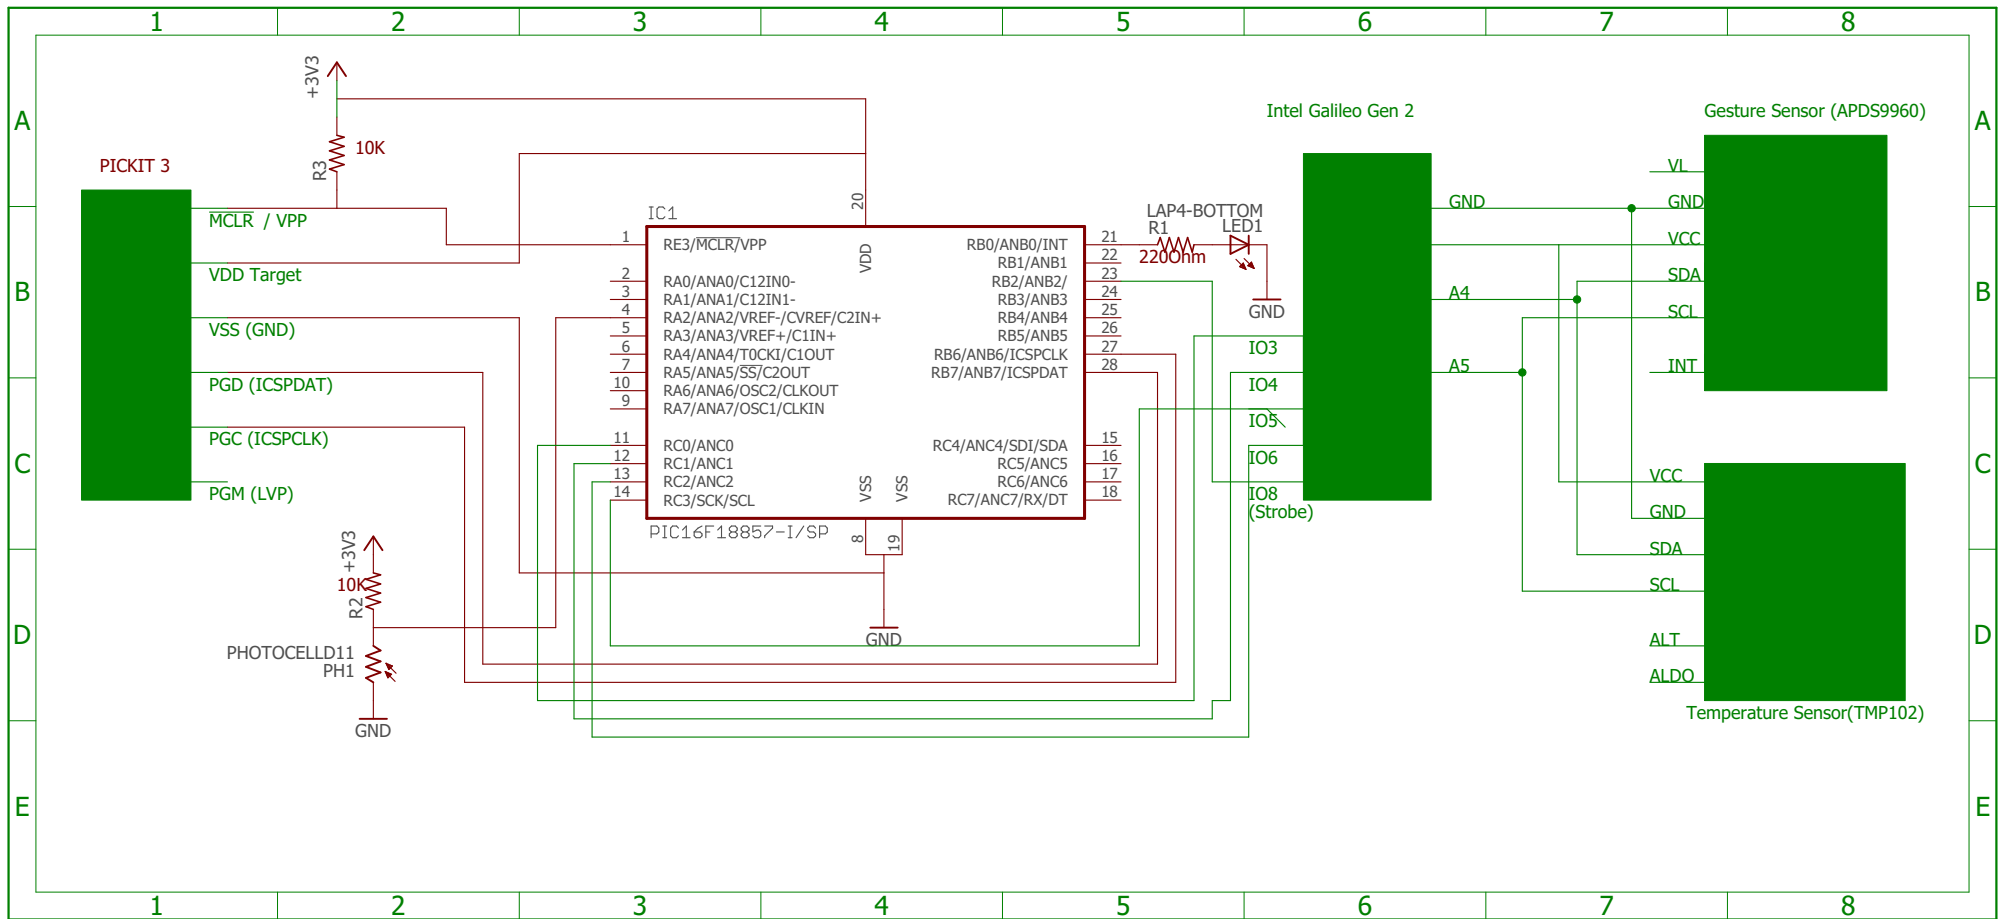 1 2 3 4 5 6 7 8
A
B
C
D
E
PICKIT 3
MCLR / VPP
VDD Target
VSS (GND)
PGD (ICSPDAT)
PGC (ICSPCLK)
PGM (LVP)
+3V3
R3
10K
+3V3
10K
R2
PHOTOCELLD11
PH1
GND
IC1
20
VDD
1 RE3/MCLR/VPP
2 RA0/ANA0/C12IN0-
3 RA1/ANA1/C12IN1-
4 RA2/ANA2/VREF-/CVREF/C2IN+
5 RA3/ANA3/VREF+/C1IN+
6 RA4/ANA4/T0CKI/C1OUT
7 RA5/ANA5/SS/C2OUT
10 RA6/ANA6/OSC2/CLKOUT
9 RA7/ANA7/OSC1/CLKIN
11 RC0/ANC0
12 RC1/ANC1
13 RC2/ANC2
14 RC3/SCK/SCL
RB0/ANB0/INT 21
RB1/ANB1 22
RB2/ANB2/ 23
RB3/ANB3 24
RB4/ANB4 25
RB5/ANB5 26
RB6/ANB6/ICSPCLK 27
RB7/ANB7/ICSPDAT 28
RC4/ANC4/SDI/SDA 15
RC5/ANC5 16
RC6/ANC6 17
RC7/ANC7/RX/DT 18
VSS
VSS
8
19
PIC16F18857-I/SP
GND
LAP4-BOTTOM
R1
LED1
220Ohm
GND
Intel Galileo Gen 2
IO3
IO4
IO5
IO6
IO8
(Strobe)
GND
A4
A5
Gesture Sensor (APDS9960)
VL
GND
VCC
SDA
SCL
INT
VCC
GND
SDA
SCL
ALT
ALDO
Temperature Sensor(TMP102)
A
B
C
D
E
1 2 3 4 5 6 7 8